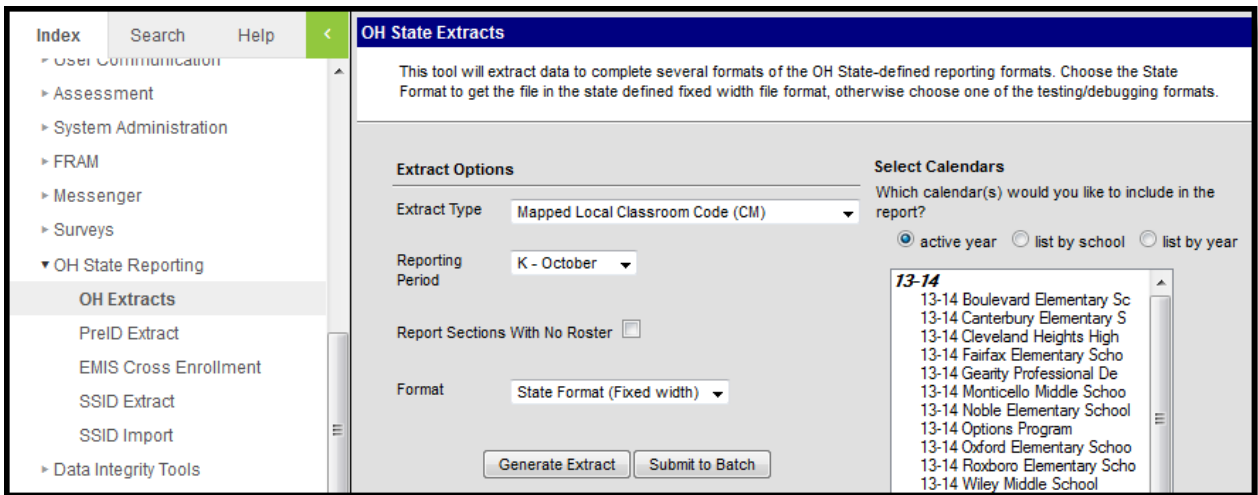 Index Search Help <
User Communication
Assessment
System Administration
FRAM
Messenger
Surveys
OH State Reporting
OH Extracts
PreID Extract
EMIS Cross Enrollment
SSID Extract
SSID Import
Data Integrity Tools
OH State Extracts
This tool will extract data to complete several formats of the OH State-defined reporting formats. Choose the State
Format to get the file in the state defined fixed width file format, otherwise choose one of the testing/debugging formats.
Extract Options
Extract Type Mapped Local Classroom Code (CM)
Reporting K - October
Period
Report Sections With No Roster
Format State Format (Fixed width)
Generate Extract Submit to Batch
Select Calendars
Which calendar(s) would you like to include in the
report?
active year list by school list by year
13-14
13-14 Boulevard Elementary Sc
13-14 Canterbury Elementary S
13-14 Cleveland Heights High
13-14 Fairfax Elementary Scho
13-14 Gearity Professional De
13-14 Monticello Middle Schoo
13-14 Noble Elementary School
13-14 Options Program
13-14 Oxford Elementary Schoo
13-14 Roxboro Elementary Scho
13-14 Wiley Middle School